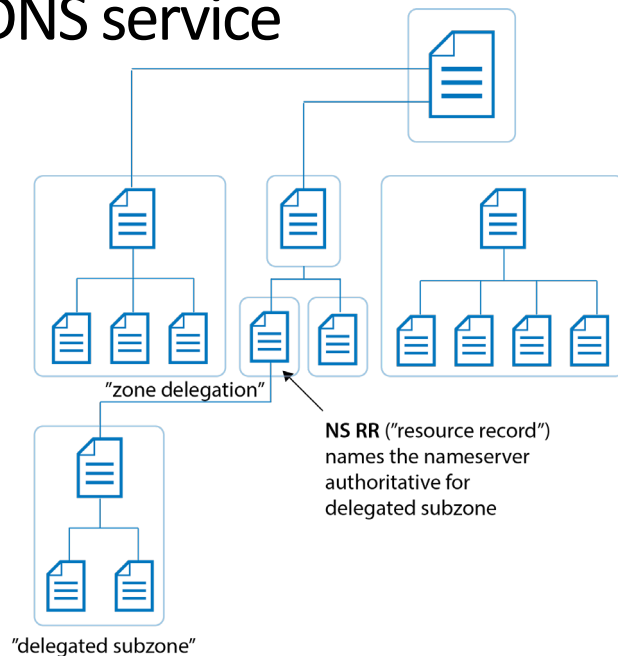 DNS service
"zone delegation"
NS RR ("resource record")
names the nameserver
authoritative for
delegated subzone
"delegated subzone"